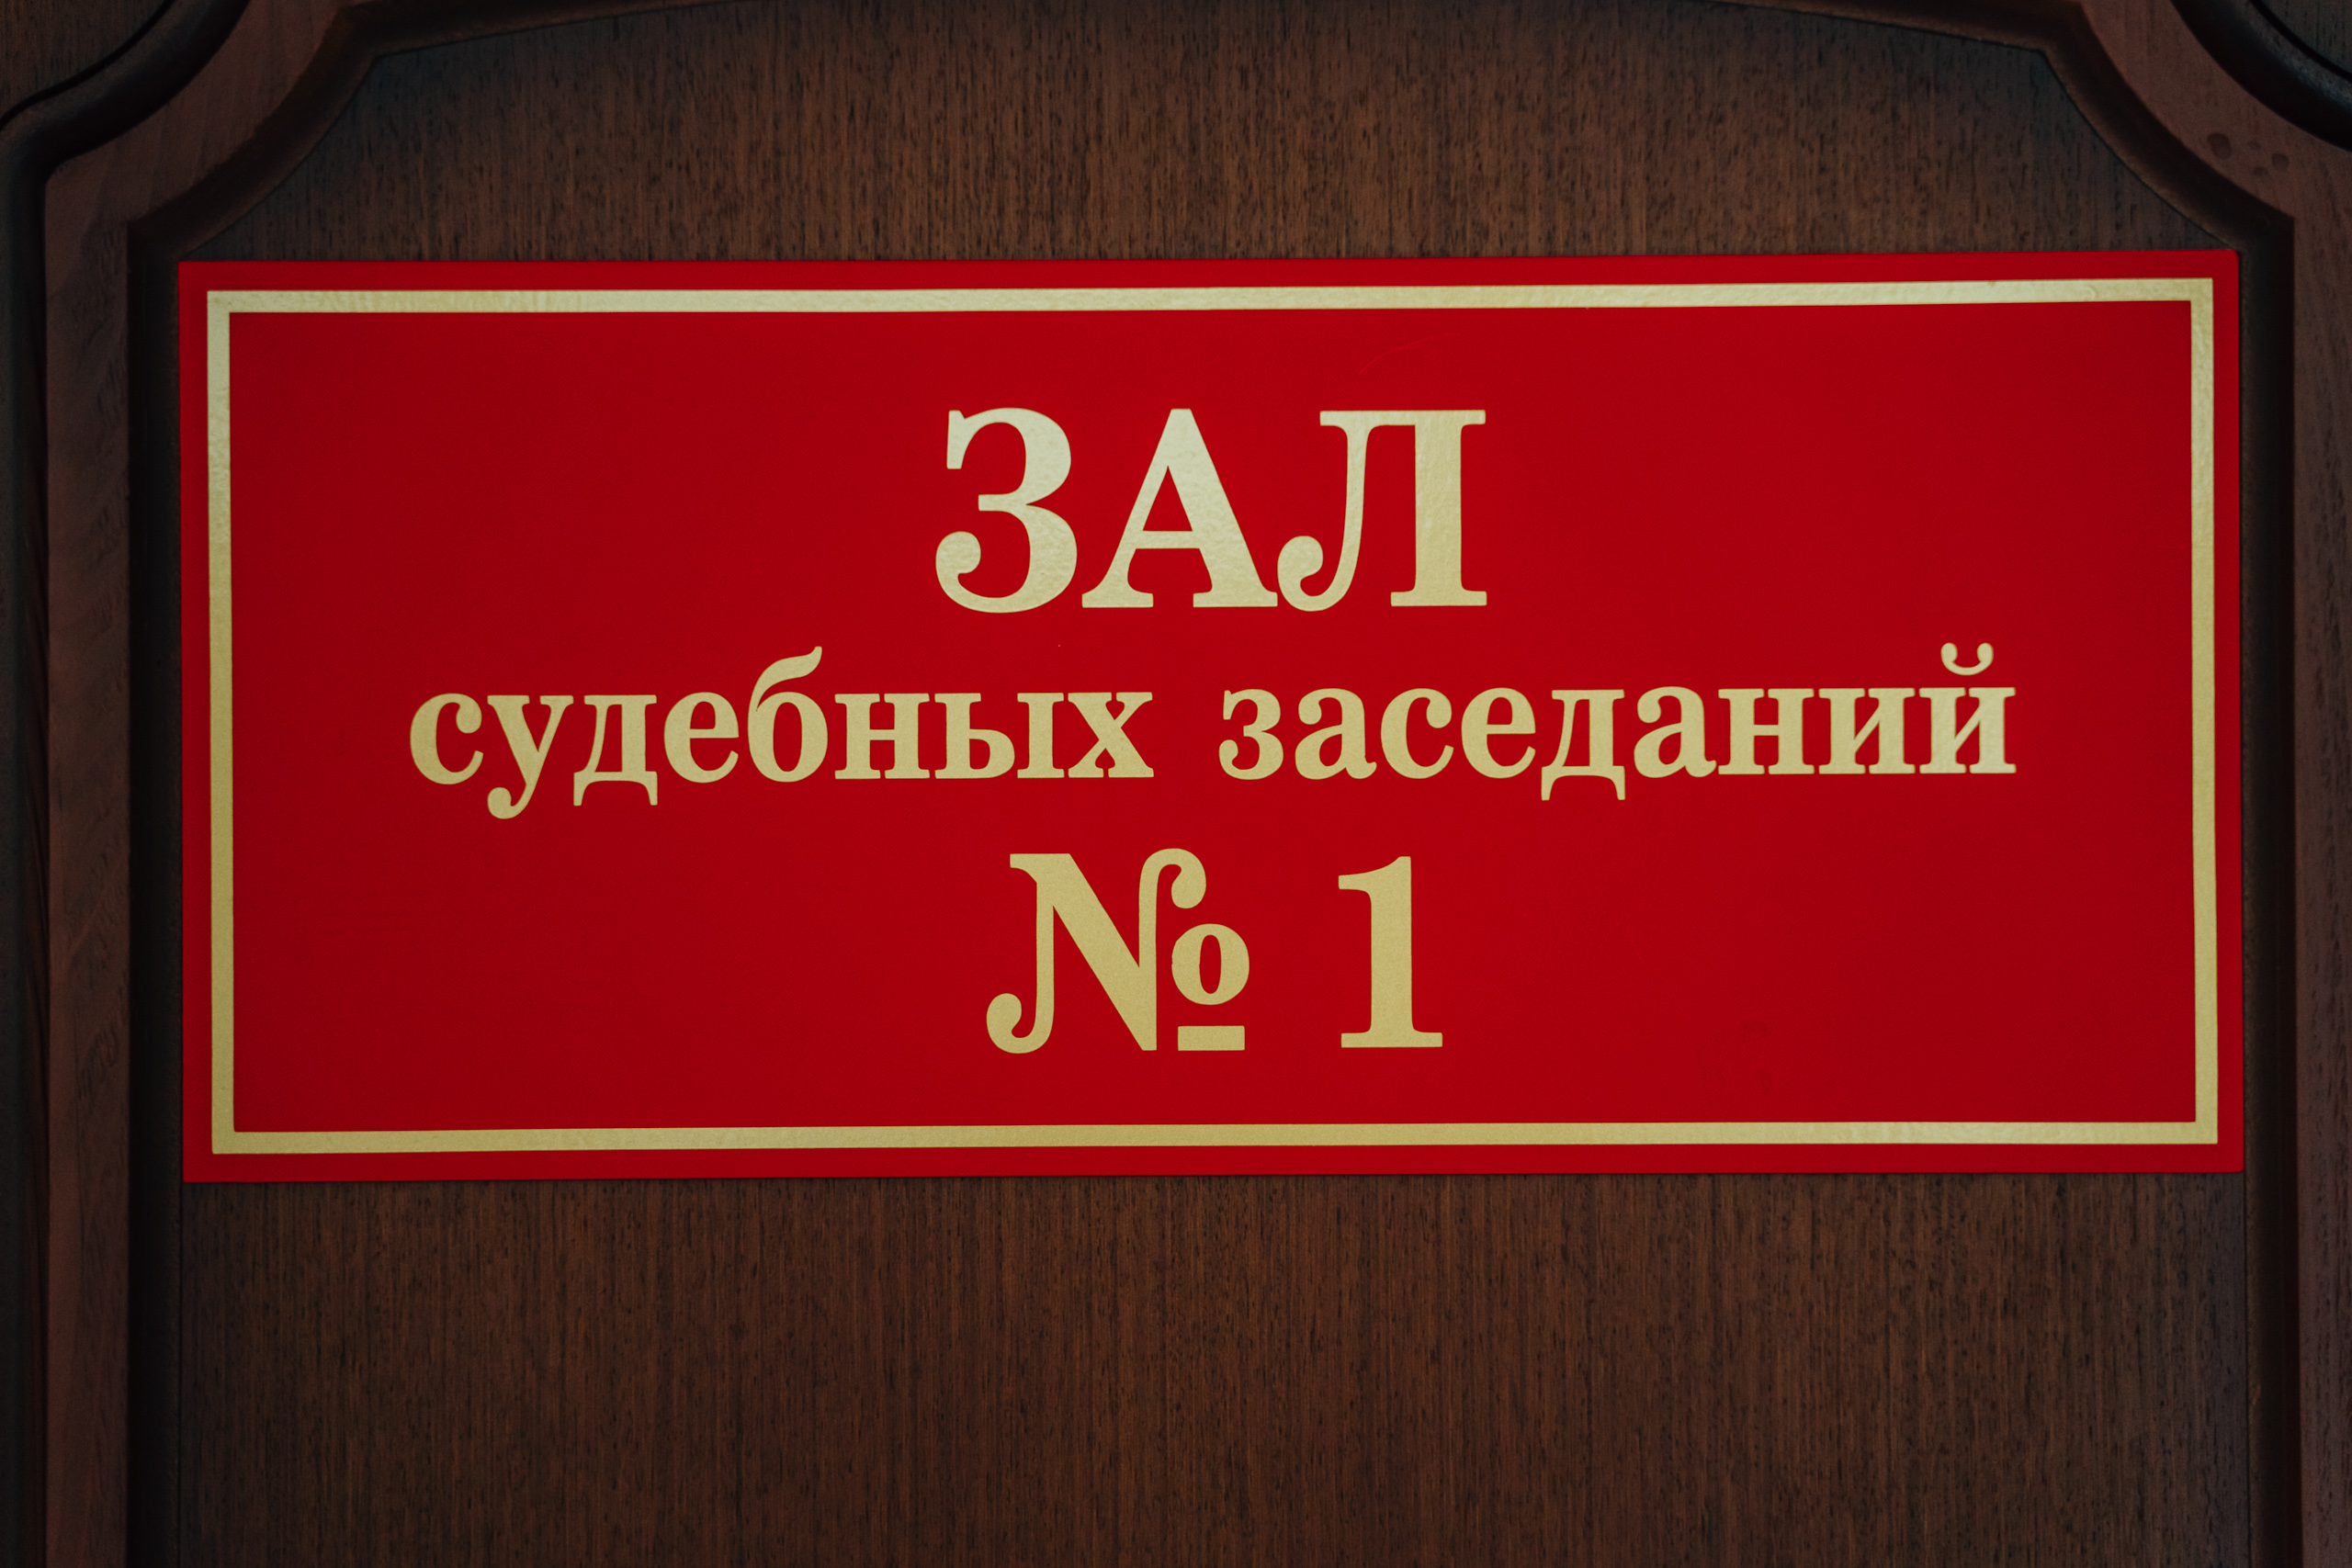 ЗАЛ
судебных заседаний
№ 1